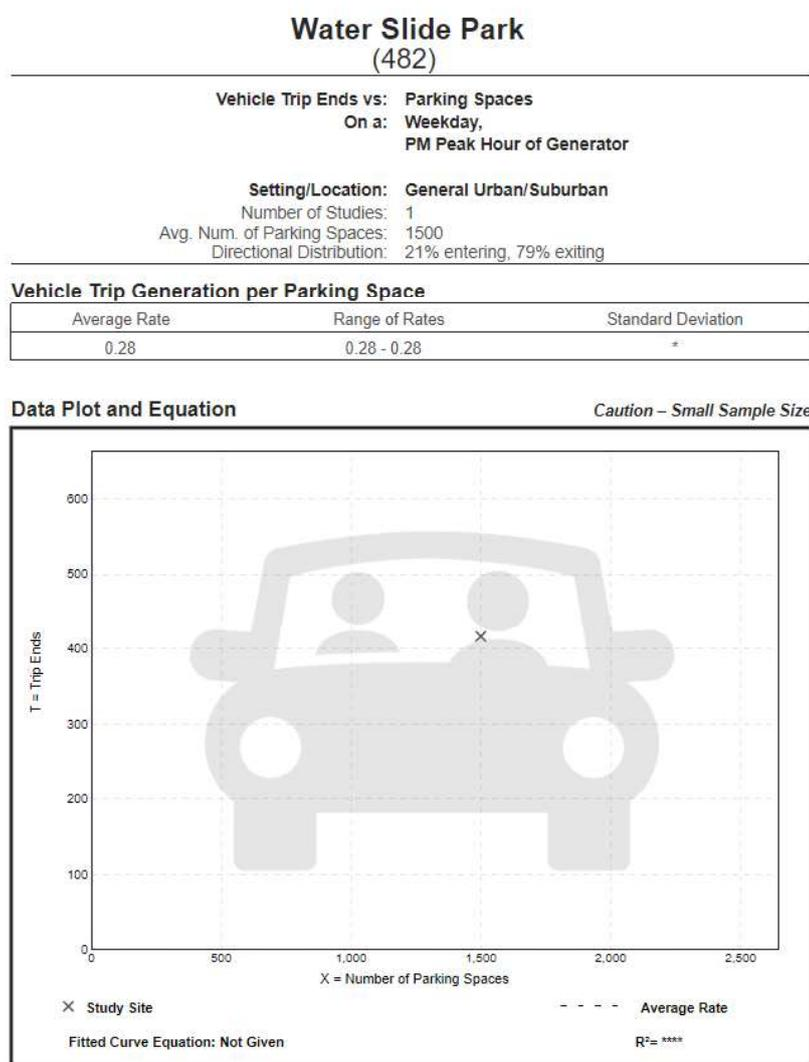 Water Slide Park
(482)
Vehicle Trip Ends vs: Parking Spaces
On a: Weekday,
PM Peak Hour of Generator
Setting/Location: General Urban/Suburban
Number of Studies: 1
Avg. Num. of Parking Spaces: 1500
Directional Distribution: 21% entering, 79% exiting
Vehicle Trip Generation per Parking Space
Average Rate Range of Rates Standard Deviation
0.28 0.28 - 0.28 *
Data Plot and Equation Caution – Small Sample Size
600
500
400
300
200
100
0
T = Trip Ends
0 500 1,000 1,500 2,000 2,500
X = Number of Parking Spaces
× Study Site - - - - Average Rate
Fitted Curve Equation: Not Given R²= ****